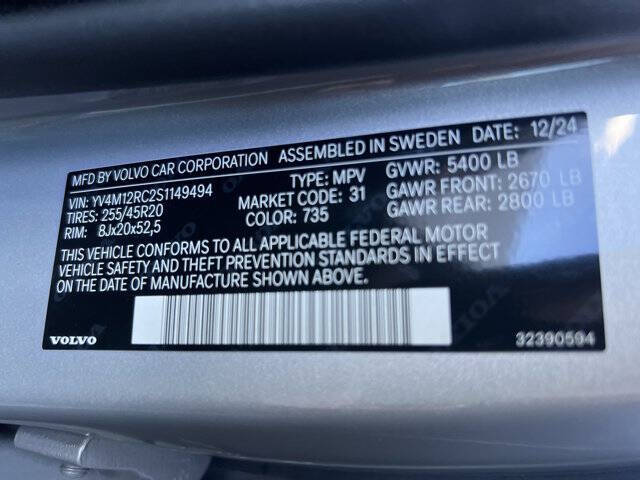 MFD BY VOLVO CAR CORPORATION ASSEMBLED IN SWEDEN DATE: 12/24
VIN: YV4M12RC2S1149494 TYPE: MPV GVWR: 5400 LB
TIRES: 255/45R20 MARKET CODE: 31 GAWR FRONT: 2670 LB
RIM: 8Jx20x52,5 COLOR: 735 GAWR REAR: 2800 LB
THIS VEHICLE CONFORMS TO ALL APPLICABLE FEDERAL MOTOR
VEHICLE SAFETY AND THEFT PREVENTION STANDARDS IN EFFECT
ON THE DATE OF MANUFACTURE SHOWN ABOVE.
VOLVO 32390594